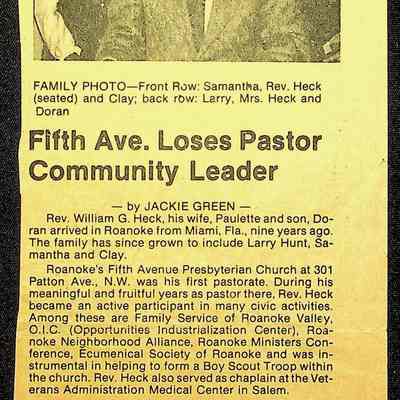 FAMILY PHOTO—Front Row: Samantha, Rev. Heck
(seated) and Clay; back row: Larry, Mrs. Heck and
Doran
Fifth Ave. Loses Pastor
Community Leader
— by JACKIE GREEN —
Rev. William G. Heck, his wife, Paulette and son, Do-
ran arrived in Roanoke from Miami, Fla., nine years ago.
The family has since grown to include Larry Hunt, Sa-
mantha and Clay.
Roanoke's Fifth Avenue Presbyterian Church at 301
Patton Ave., N.W. was his first pastorate. During his
meaningful and fruitful years as pastor there, Rev. Heck
became an active participant in many civic activities.
Among these are Family Service of Roanoke Valley,
O.I.C. (Opportunities Industrialization Center), Roa-
noke Neighborhood Alliance, Roanoke Ministers Con-
ference, Ecumenical Society of Roanoke and was in-
strumental in helping to form a Boy Scout Troop within
the church. Rev. Heck also served as chaplain at the Vet-
erans Administration Medical Center in Salem.